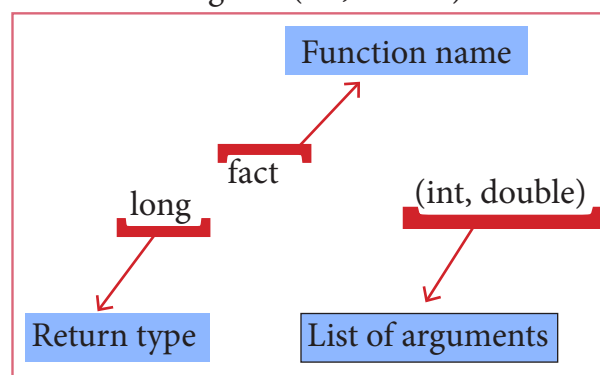 Function name
fact
long
(int, double)
Return type
List of arguments